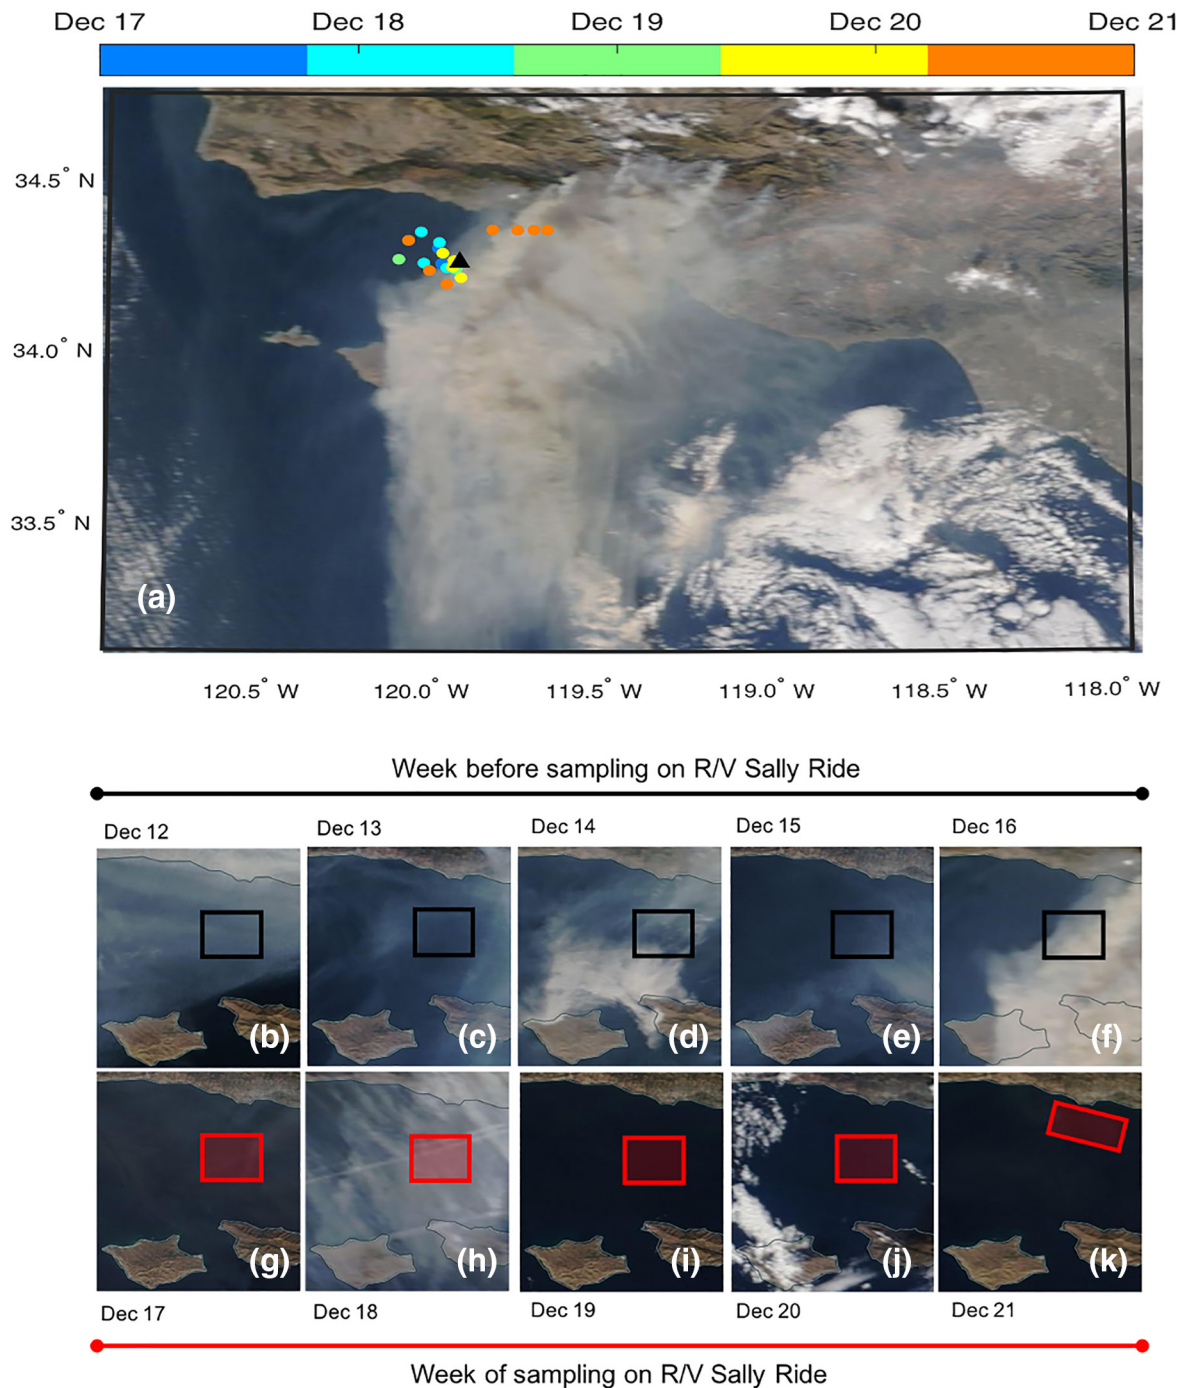 Dec 17 Dec 18 Dec 19 Dec 20 Dec 21
34.5° N
34.0° N
33.5° N
(a)
120.5° W 120.0° W 119.5° W 119.0° W 118.5° W 118.0° W
Week before sampling on R/V Sally Ride
Dec 12 Dec 13 Dec 14 Dec 15 Dec 16
(b) (c) (d) (e) (f)
(g) (h) (i) (j) (k)
Dec 17 Dec 18 Dec 19 Dec 20 Dec 21
Week of sampling on R/V Sally Ride